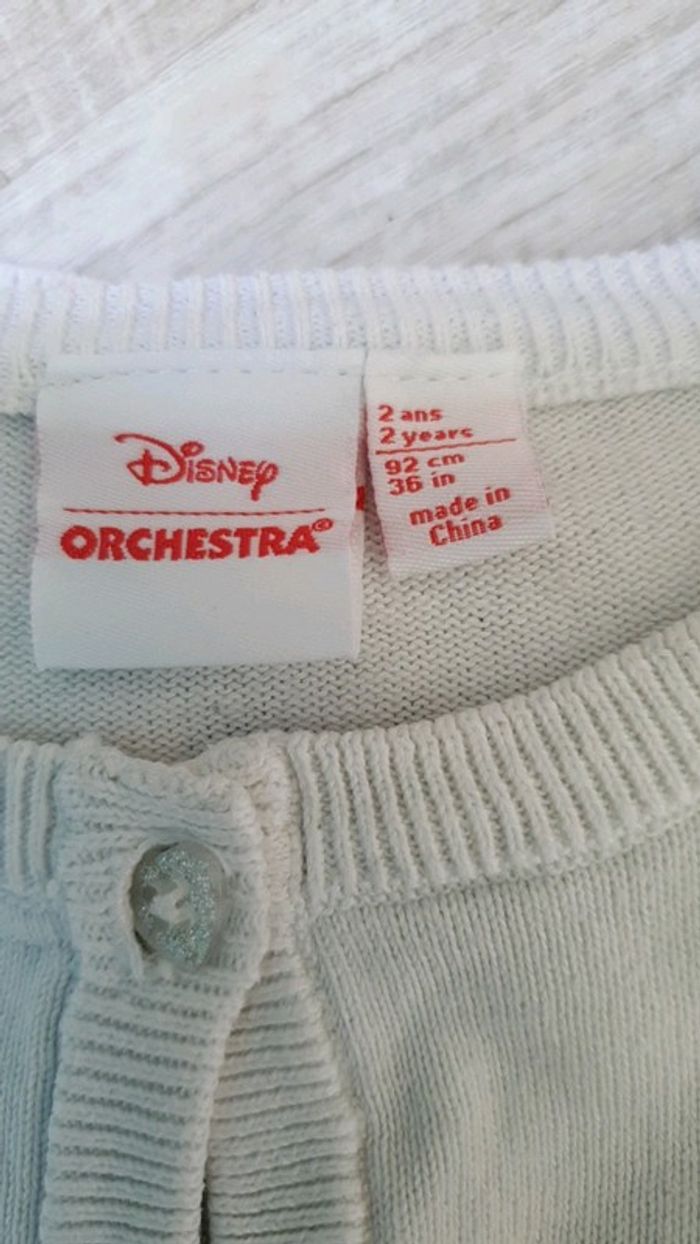 Disney
ORCHESTRA®
2 ans
2 years
92 cm
36 in
made in
China